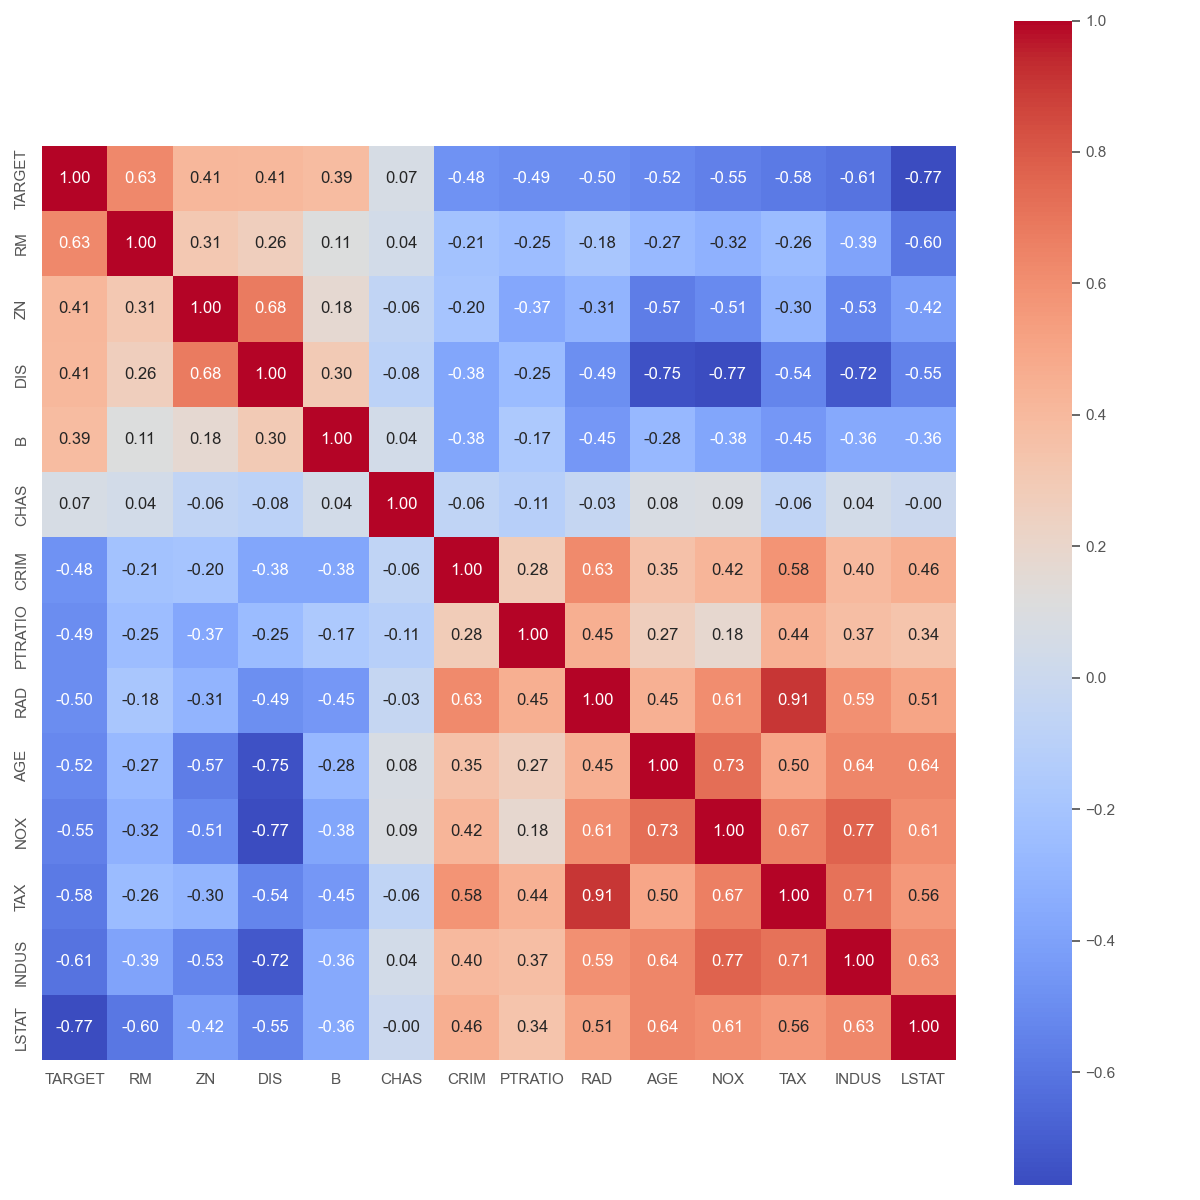 1.0
TARGET 1.00 0.63 0.41 0.41 0.39 0.07 -0.48 -0.49 -0.50 -0.52 -0.55 -0.58 -0.61 -0.77
0.8
RM 0.63 1.00 0.31 0.26 0.11 0.04 -0.21 -0.25 -0.18 -0.27 -0.32 -0.26 -0.39 -0.60
0.6
ZN 0.41 0.31 1.00 0.68 0.18 -0.06 -0.20 -0.37 -0.31 -0.57 -0.51 -0.30 -0.53 -0.42
DIS 0.41 0.26 0.68 1.00 0.30 -0.08 -0.38 -0.25 -0.49 -0.75 -0.77 -0.54 -0.72 -0.55
0.4
B 0.39 0.11 0.18 0.30 1.00 0.04 -0.38 -0.17 -0.45 -0.28 -0.38 -0.45 -0.36 -0.36
CHAS 0.07 0.04 -0.06 -0.08 0.04 1.00 -0.06 -0.11 -0.03 0.08 0.09 -0.06 0.04 -0.00
0.2
CRIM -0.48 -0.21 -0.20 -0.38 -0.38 -0.06 1.00 0.28 0.63 0.35 0.42 0.58 0.40 0.46
PTRATIO -0.49 -0.25 -0.37 -0.25 -0.17 -0.11 0.28 1.00 0.45 0.27 0.18 0.44 0.37 0.34
0.0
RAD -0.50 -0.18 -0.31 -0.49 -0.45 -0.03 0.63 0.45 1.00 0.45 0.61 0.91 0.59 0.51
AGE -0.52 -0.27 -0.57 -0.75 -0.28 0.08 0.35 0.27 0.45 1.00 0.73 0.50 0.64 0.64
−0.2
NOX -0.55 -0.32 -0.51 -0.77 -0.38 0.09 0.42 0.18 0.61 0.73 1.00 0.67 0.77 0.61
TAX -0.58 -0.26 -0.30 -0.54 -0.45 -0.06 0.58 0.44 0.91 0.50 0.67 1.00 0.71 0.56
−0.4
INDUS -0.61 -0.39 -0.53 -0.72 -0.36 0.04 0.40 0.37 0.59 0.64 0.77 0.71 1.00 0.63
LSTAT -0.77 -0.60 -0.42 -0.55 -0.36 -0.00 0.46 0.34 0.51 0.64 0.61 0.56 0.63 1.00
−0.6
TARGET RM ZN DIS B CHAS CRIM PTRATIO RAD AGE NOX TAX INDUS LSTAT